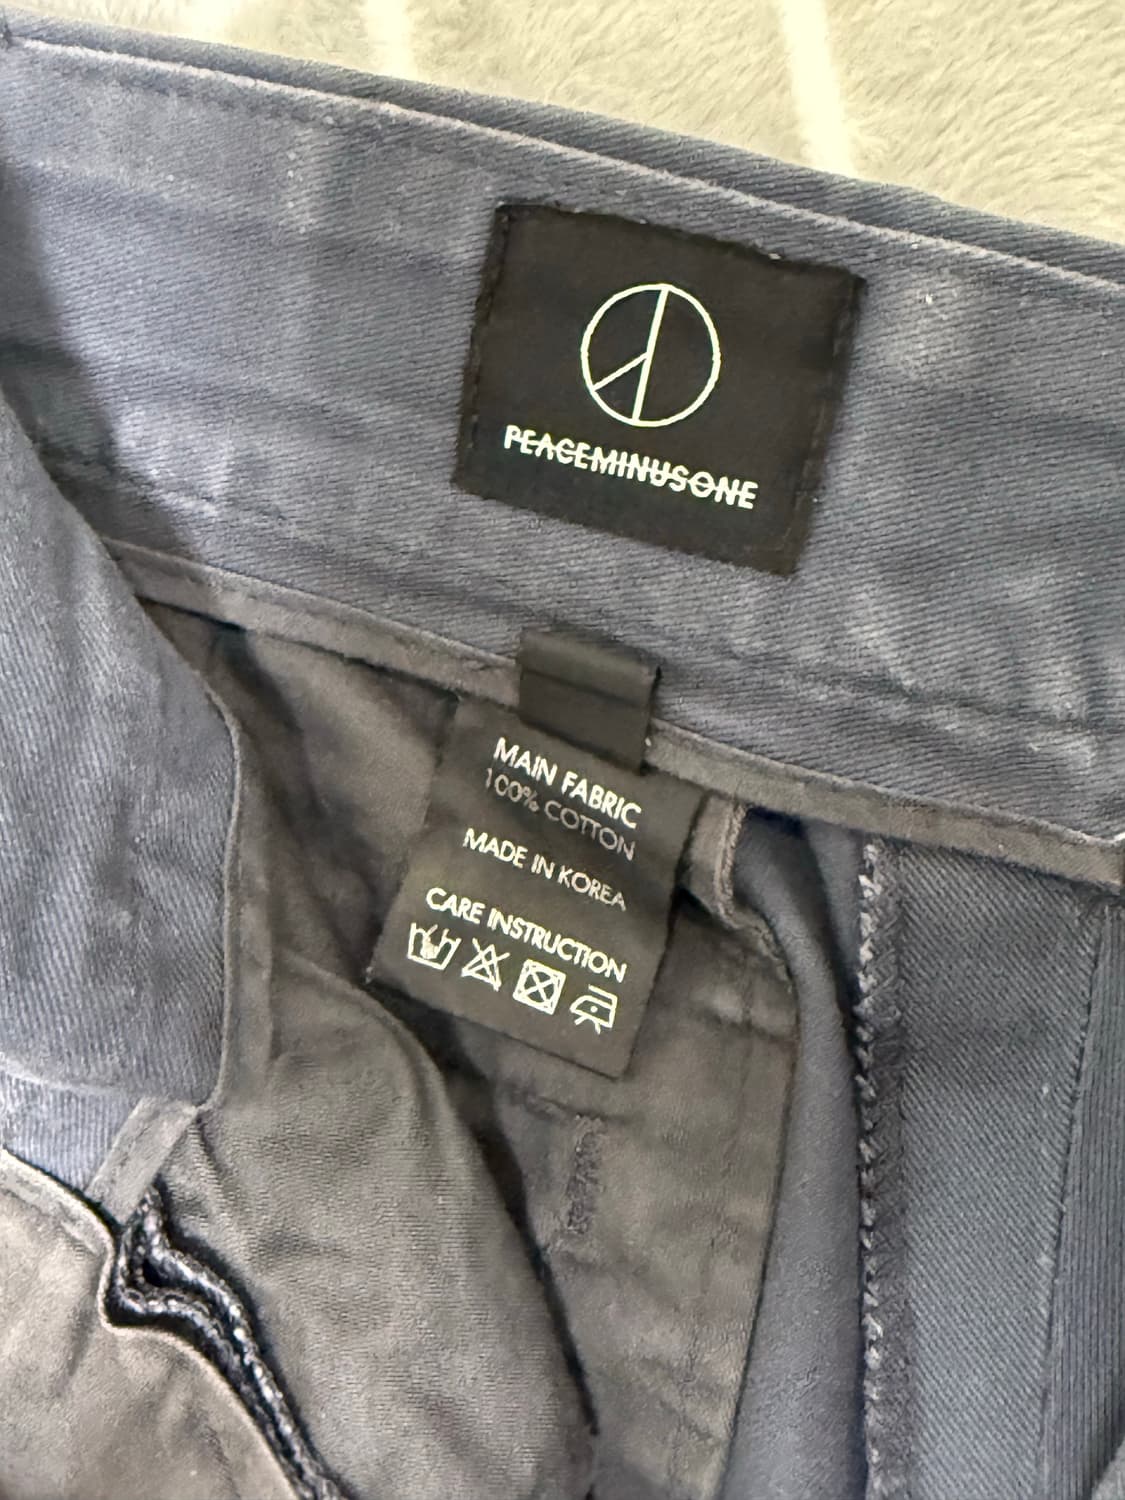 PEACEMINUSONE
MAIN FABRIC
100% COTTON
MADE IN KOREA
CARE INSTRUCTION